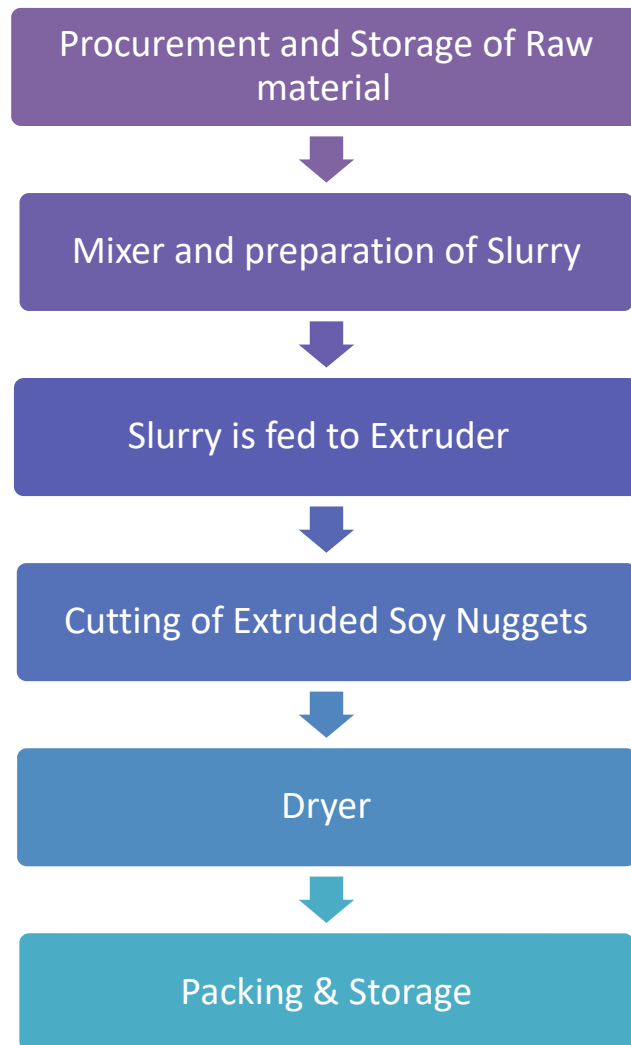 Procurement and Storage of Raw
material
Mixer and preparation of Slurry
Slurry is fed to Extruder
Cutting of Extruded Soy Nuggets
Dryer
Packing & Storage